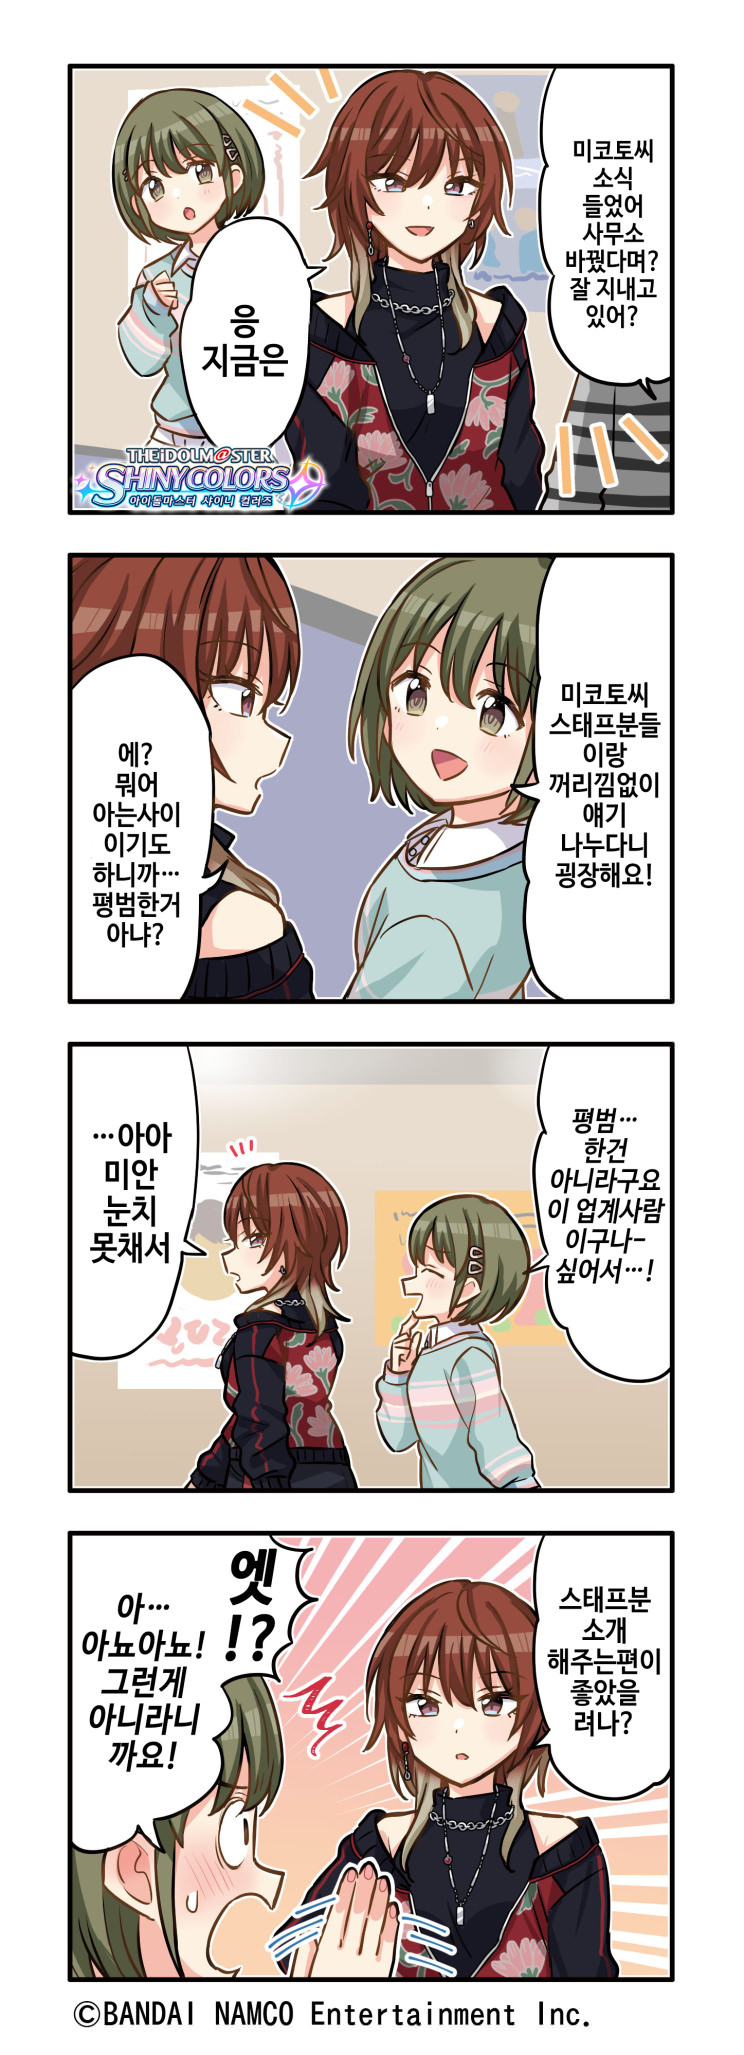 미코토씨
소식
들었어
사무소
바꿨다며?
잘 지내고
있어?
응
지금은
THE iDOLM@STER
SHINYCOLORS
아이돌마스터 샤이니 컬러즈
미코토씨
스태프분들
이랑
꺼리낌없이
얘기
나누다니
굉장해요!
에?
뭐어
아는사이
이기도
하니까…
평범한거
아냐?
평범…
한건
아니라구요
이 업계사람
이구나-
싶어서…!
…아아
미안
눈치
못채서
스태프분
소개
해주는편이
좋았을
려나?
엣
!?
아…
아뇨아뇨!
그런게
아니라니
까요!
©BANDAI NAMCO Entertainment Inc.